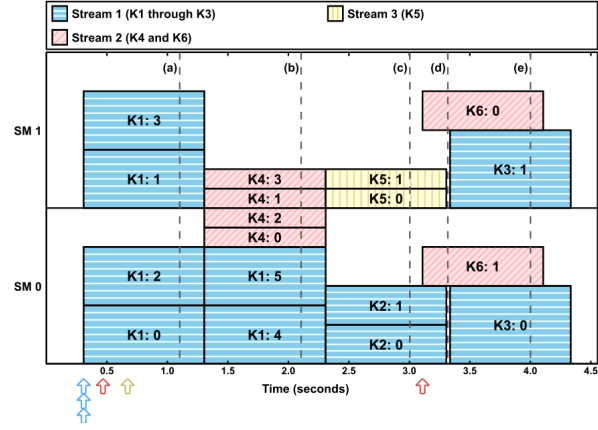 Stream 1 (K1 through K3)
Stream 3 (K5)
Stream 2 (K4 and K6)
(a)
(b)
(c)
(d)
(e)
SM 1
K1: 3
K6: 0
K1: 1
K3: 1
K4: 3
K5: 1
K4: 1
K5: 0
K4: 2
K4: 0
SM 0
K1: 2
K1: 5
K6: 1
K2: 1
K1: 0
K1: 4
K3: 0
K2: 0
0.5 1.0 1.5 2.0 2.5 3.0 3.5 4.0 4.5
Time (seconds)